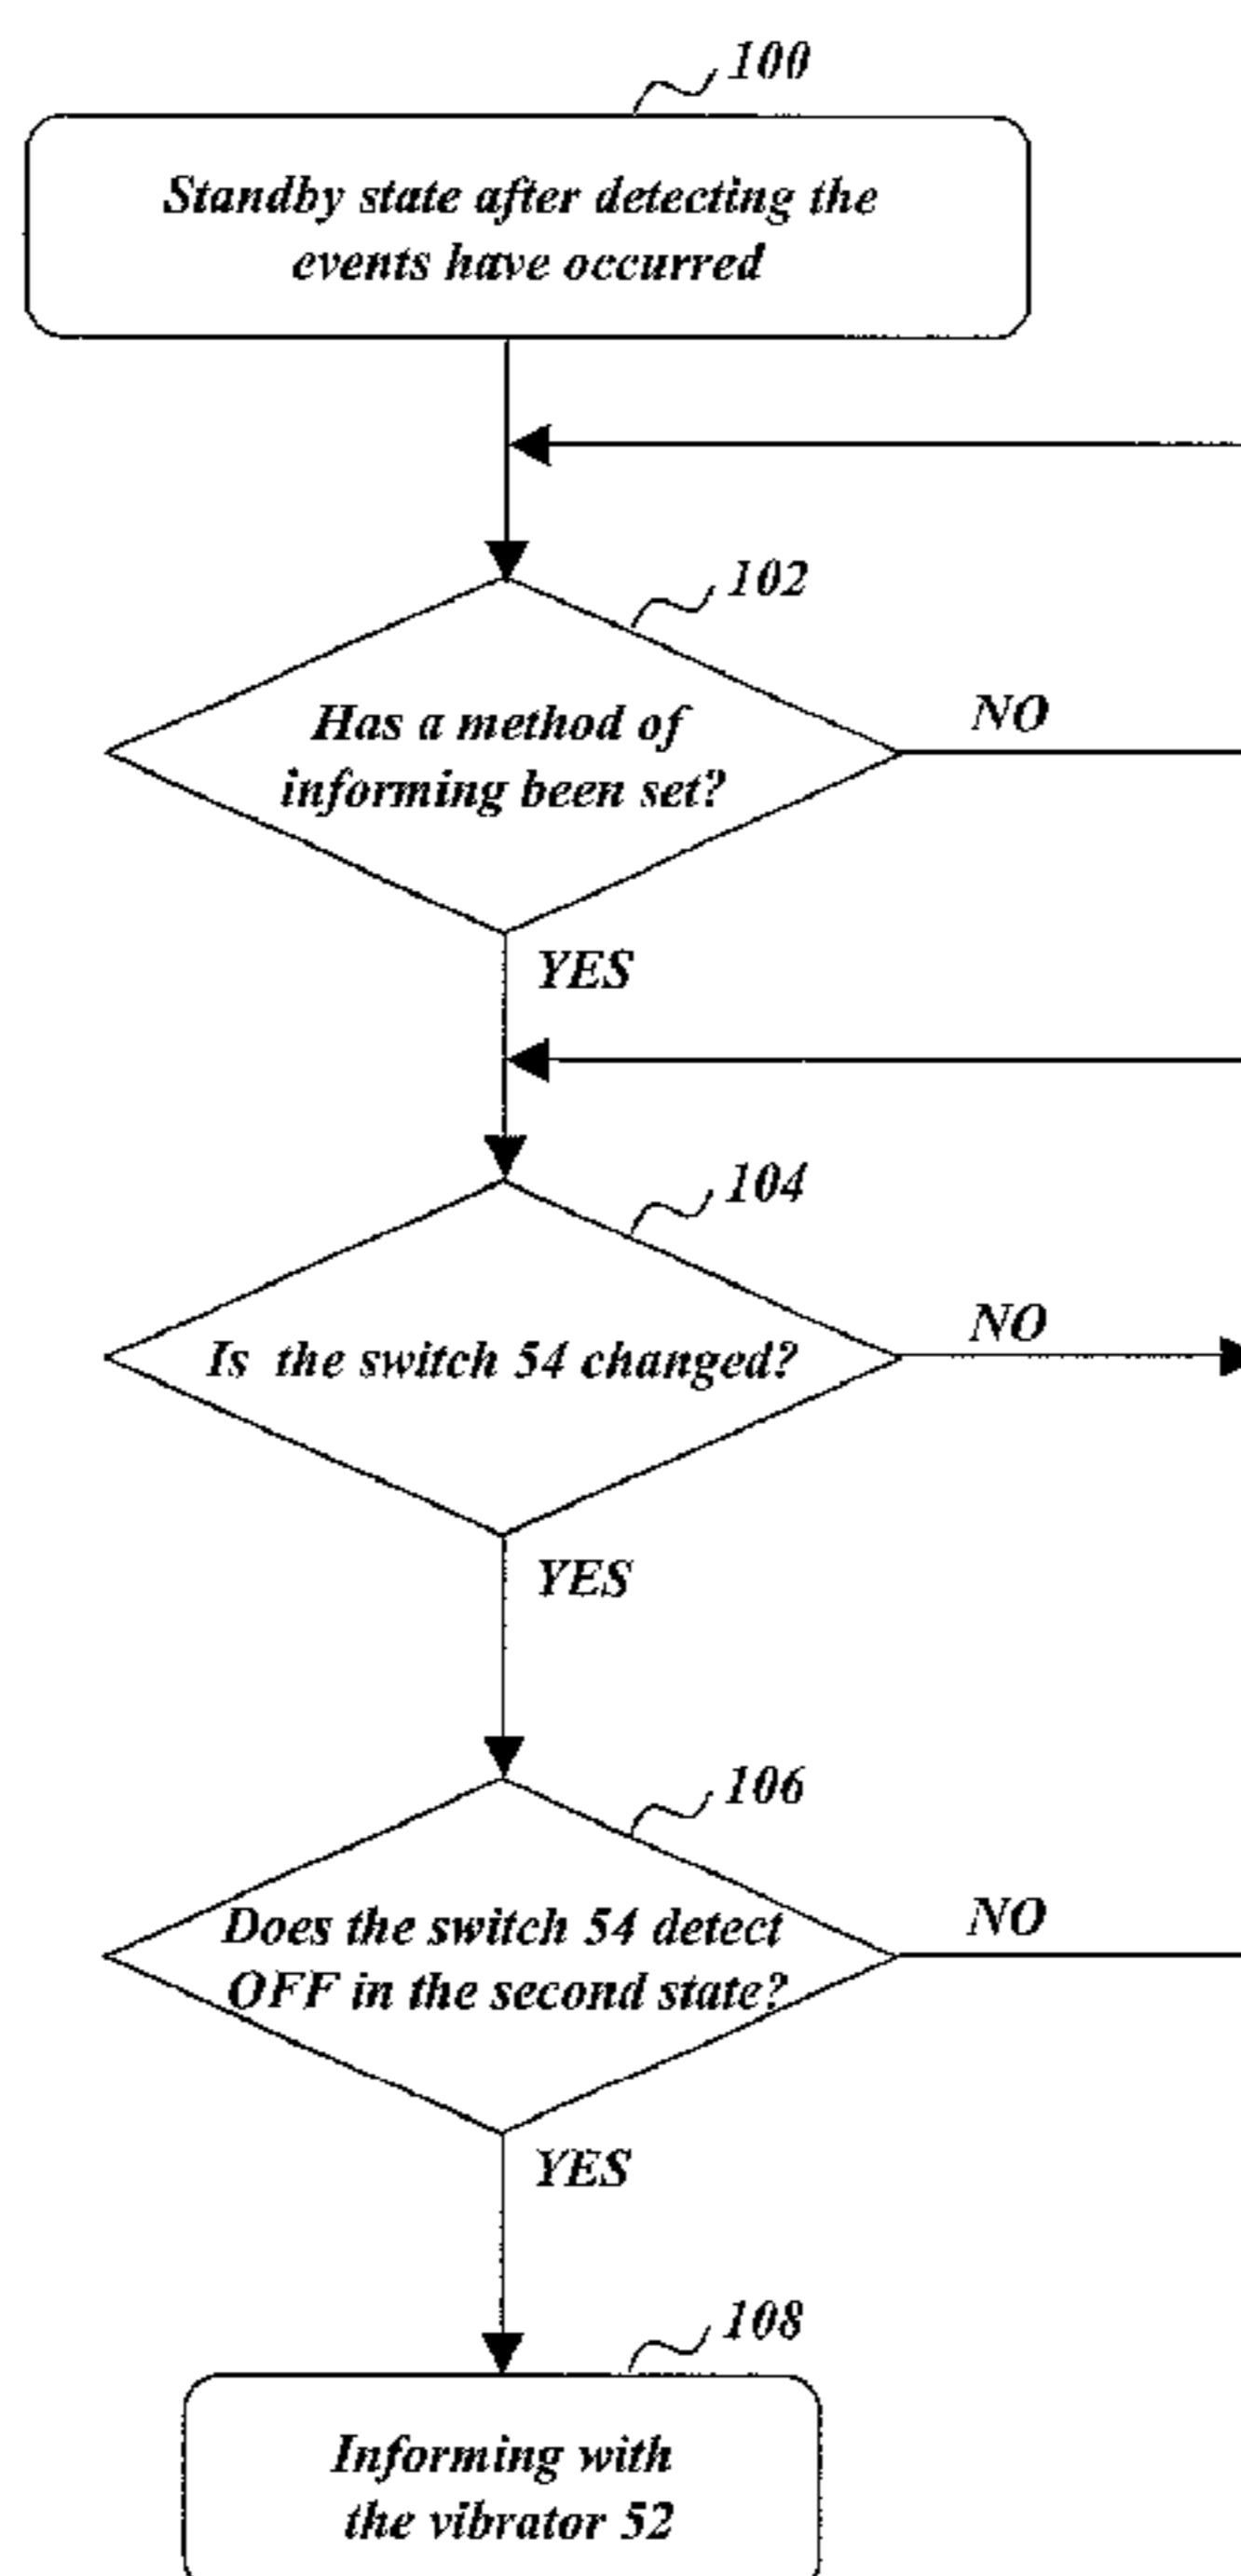 100
Standby state after detecting the
events have occurred
102
Has a method of
informing been set?
NO
YES
104
Is the switch 54 changed?
NO
YES
106
Does the switch 54 detect
OFF in the second state?
NO
YES
108
Informing with
the vibrator 52